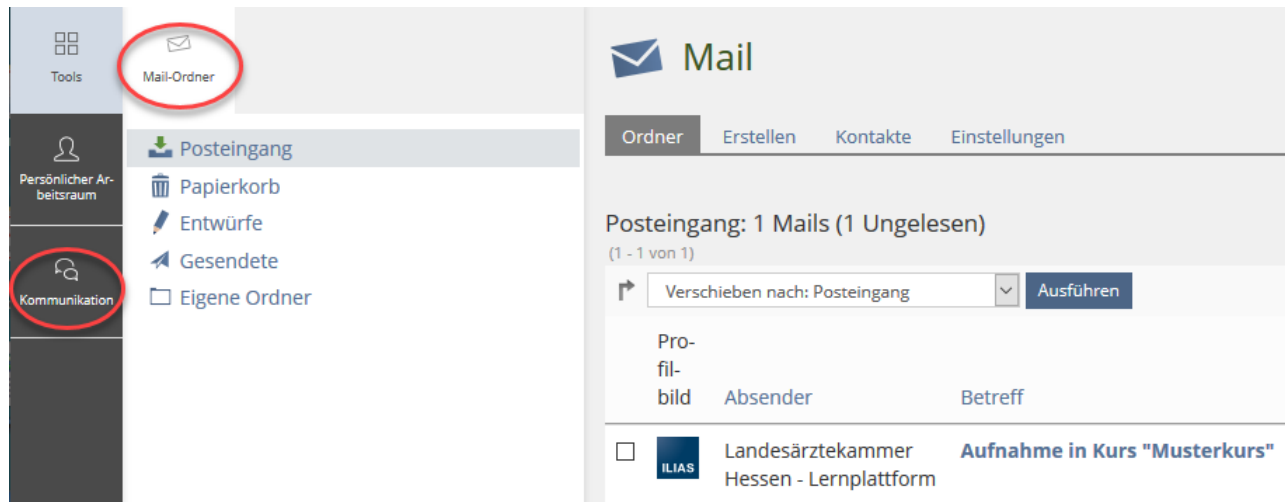 Tools
Mail-Ordner
Persönlicher Ar-
beitsraum
Kommunikation
Posteingang
Papierkorb
Entwürfe
Gesendete
Eigene Ordner
Mail
Ordner Erstellen Kontakte Einstellungen
Posteingang: 1 Mails (1 Ungelesen)
(1 - 1 von 1)
Verschieben nach: Posteingang Ausführen
Pro-
fil-
bild Absender Betreff
ILIAS Landesärztekammer Aufnahme in Kurs "Musterkurs"
Hessen - Lernplattform